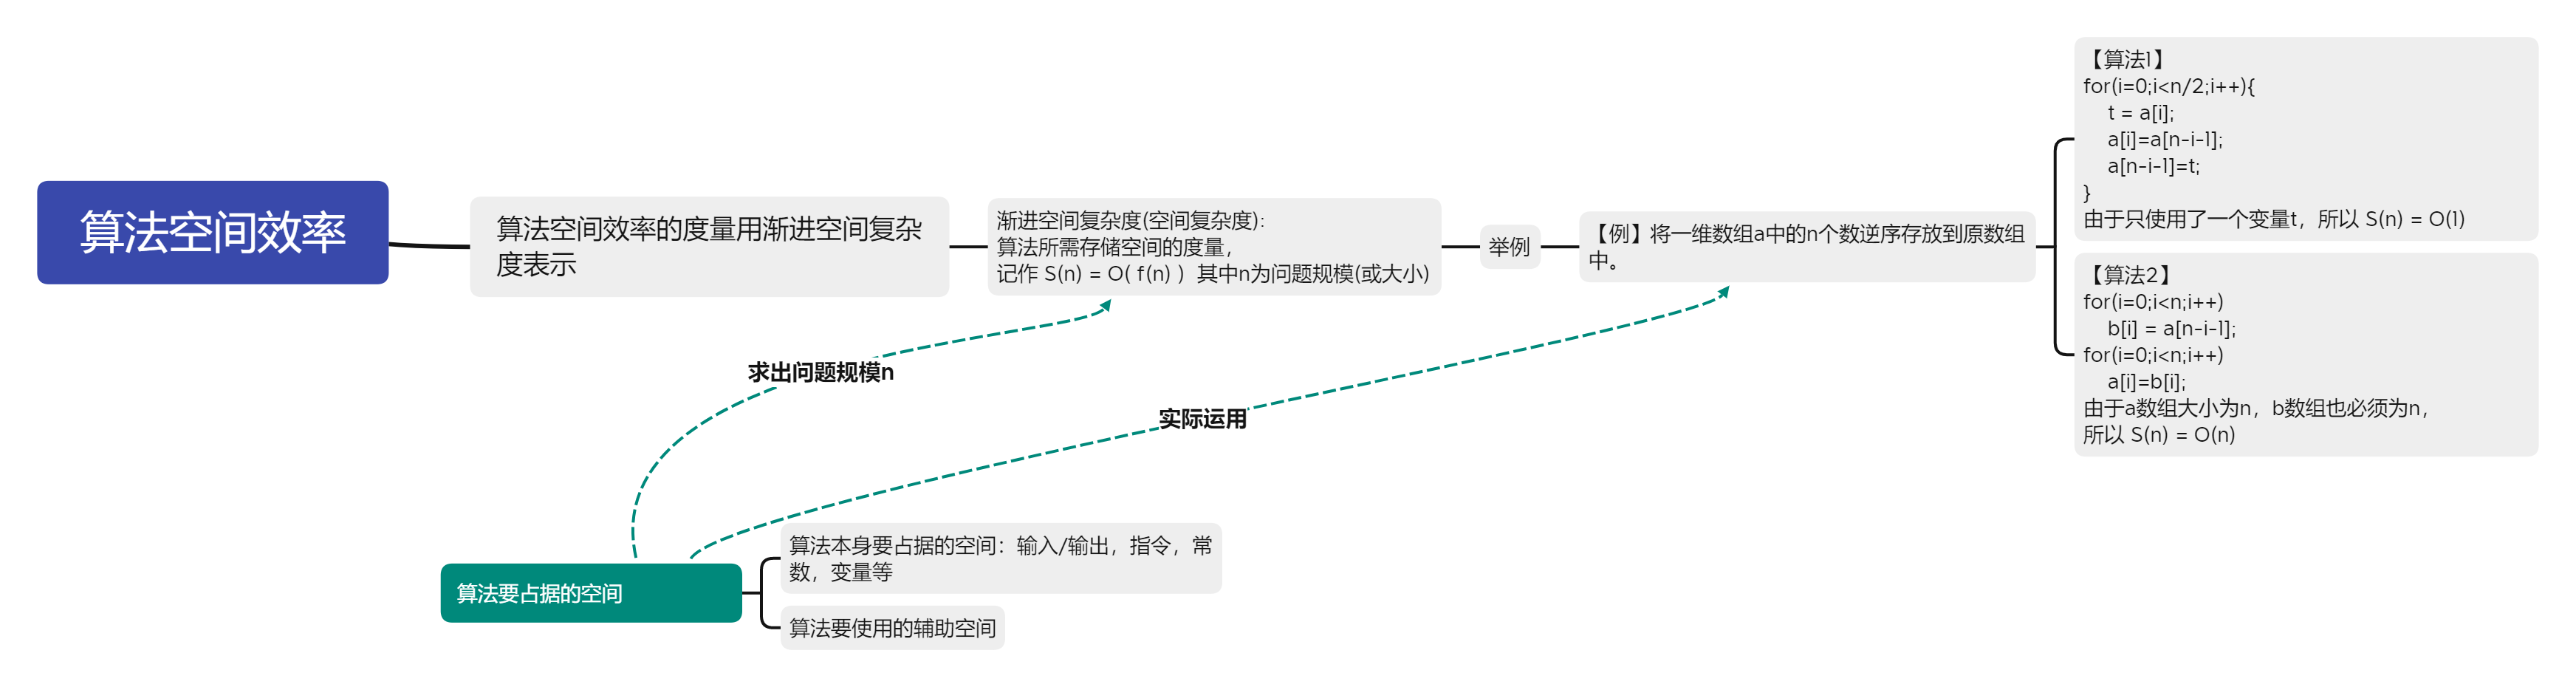 算法空间效率
算法空间效率的度量用渐进空间复杂
度表示
渐进空间复杂度(空间复杂度):
算法所需存储空间的度量，
记作 S(n) = O( f(n) ) 其中n为问题规模(或大小)
举例
【例】将一维数组a中的n个数逆序存放到原数组
中。
【算法1】
for(i=0;i<n/2;i++){
    t = a[i];
    a[i]=a[n-i-1];
    a[n-i-1]=t;
}
由于只使用了一个变量t，所以 S(n) = O(1)
【算法2】
for(i=0;i<n;i++)
    b[i] = a[n-i-1];
for(i=0;i<n;i++)
    a[i]=b[i];
由于a数组大小为n，b数组也必须为n，
所以 S(n) = O(n)
求出问题规模n
实际运用
算法要占据的空间
算法本身要占据的空间：输入/输出，指令，常
数，变量等
算法要使用的辅助空间